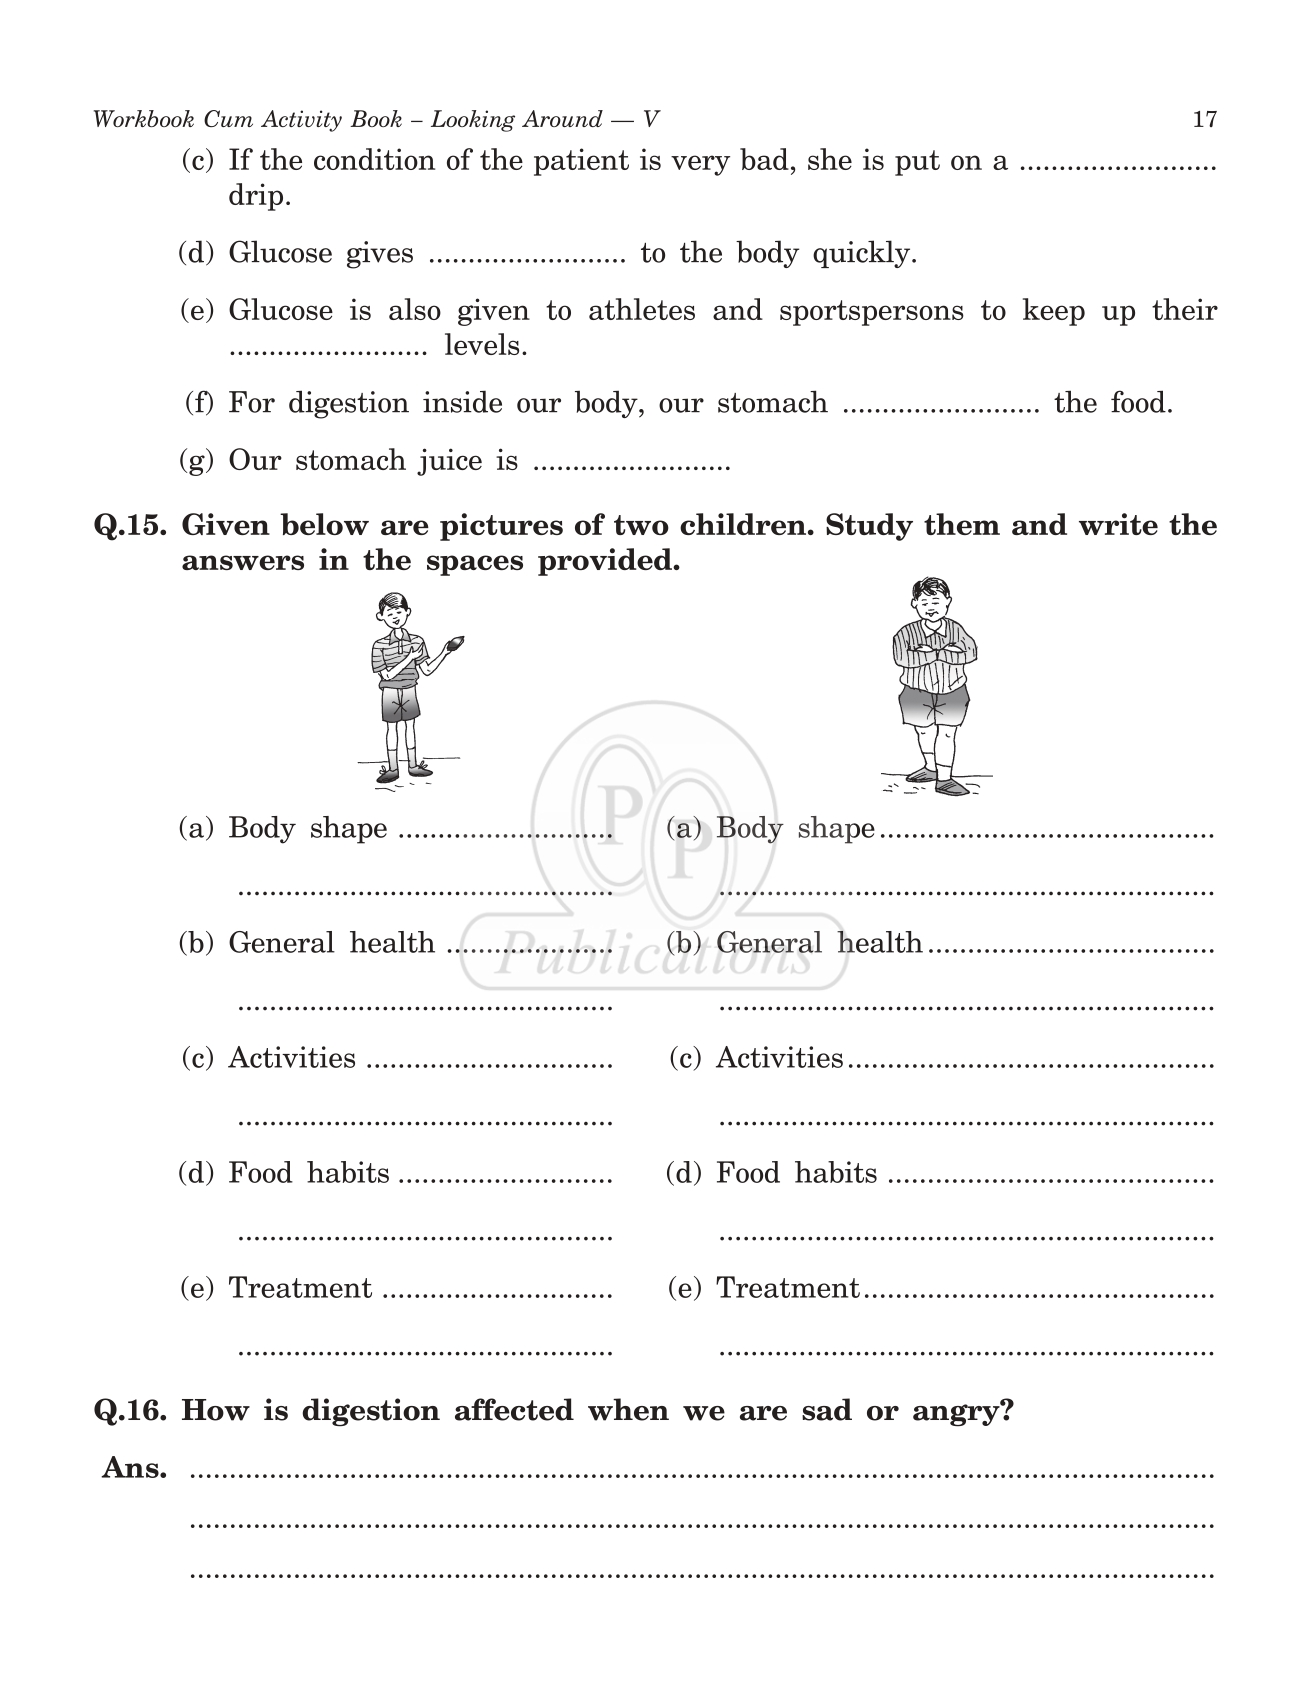 Workbook Cum Activity Book – Looking Around — V 17
(c) If the condition of the patient is very bad, she is put on a .........................
drip.
(d) Glucose gives ......................... to the body quickly.
(e) Glucose is also given to athletes and sportspersons to keep up their
......................... levels.
(f) For digestion inside our body, our stomach ......................... the food.
(g) Our stomach juice is .........................
Q.15. Given below are pictures of two children. Study them and write the
answers in the spaces provided.
(a) Body shape ........................... (a) Body shape..........................................
............................................... ..............................................................
(b) General health ..................... (b) General health....................................
............................................... ..............................................................
(c) Activities ............................... (c) Activities..............................................
............................................... ..............................................................
(d) Food habits ........................... (d) Food habits .........................................
............................................... ..............................................................
(e) Treatment ............................. (e) Treatment............................................
............................................... ..............................................................
PP
Publications
Q.16. How is digestion affected when we are sad or angry?
Ans. .................................................................................................................................
.................................................................................................................................
.................................................................................................................................